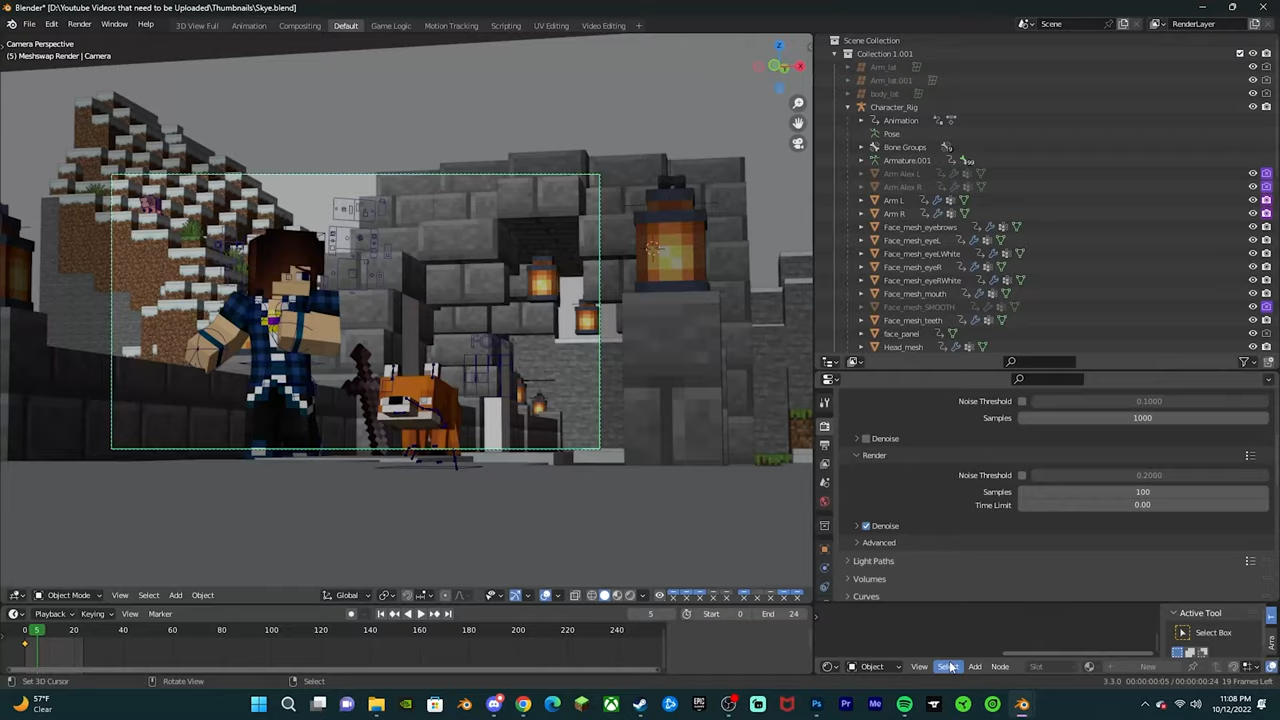 Blender* [D:\Youtube Videos that need to be Uploaded\Thumbnails\Skye.blend]
File Edit Render Window Help 3D View Full Animation Compositing Default Game Logic Motion Tracking Scripting UV Editing Video Editing + Scene RenderLayer
Camera Perspective
(5) Meshswap Render | Camera
Z
X
Scene Collection
Collection 1.001
Arm_lat
Arm_lat.001
body_lat
Character_Rig
Animation
Pose
Bone Groups
Armature.001
Arm Alex L
Arm Alex R
Arm L
Arm R
Face_mesh_eyebrows
Face_mesh_eyeL
Face_mesh_eyeLWhite
Face_mesh_eyeR
Face_mesh_eyeRWhite
Face_mesh_mouth
Face_mesh_SMOOTH
Face_mesh_teeth
face_panel
Head_mesh
Noise Threshold 0.1000
Samples 1000
Denoise
Render
Noise Threshold 0.2000
Samples 100
Time Limit 0.00
Denoise
Advanced
Light Paths
Volumes
Curves
Object Mode View Select Add Object Global
Playback Keying View Marker 5 Start 0 End 24
0 5 20 40 60 80 100 120 140 160 180 200 220 240
Active Tool
Select Box
Object View Select Add Node Slot New
Set 3D Cursor Rotate View Select 3.3.0 00:00:00:05 / 00:00:00:24 19 Frames Left
57°F
Clear
11:08 PM
10/12/2022